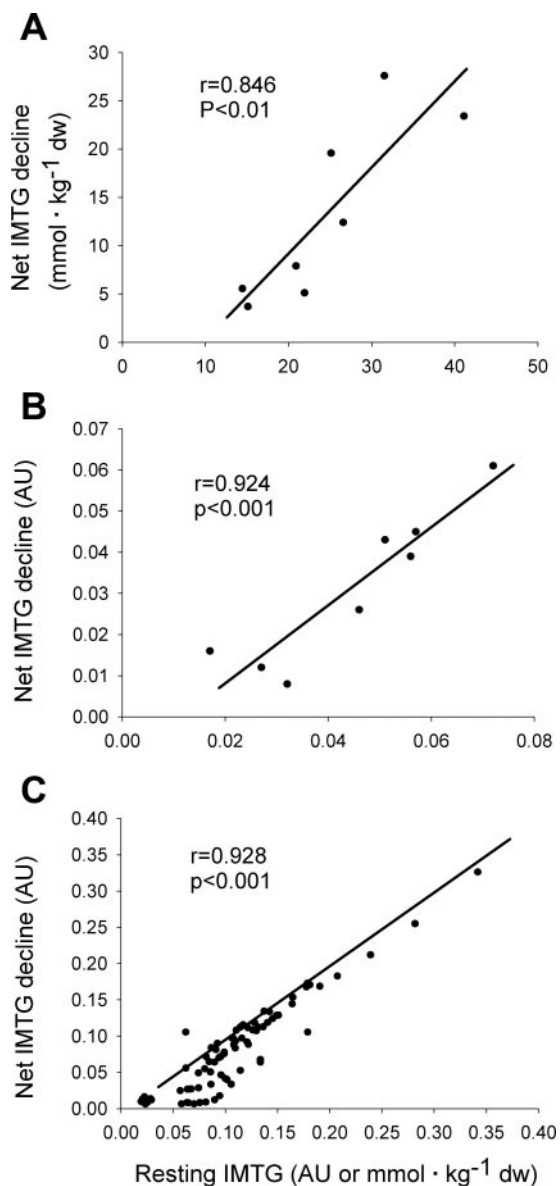 A
Net IMTG decline
(mmol · kg⁻¹ dw)
30
25
20
15
10
5
0
r=0.846
P<0.01
0 10 20 30 40 50
B
Net IMTG decline (AU)
0.07
0.06
0.05
0.04
0.03
0.02
0.01
0.00
r=0.924
p<0.001
0.00 0.02 0.04 0.06 0.08
C
Net IMTG decline (AU)
0.40
0.35
0.30
0.25
0.20
0.15
0.10
0.05
0.00
r=0.928
p<0.001
0.00 0.05 0.10 0.15 0.20 0.25 0.30 0.35 0.40
Resting IMTG (AU or mmol · kg⁻¹ dw)